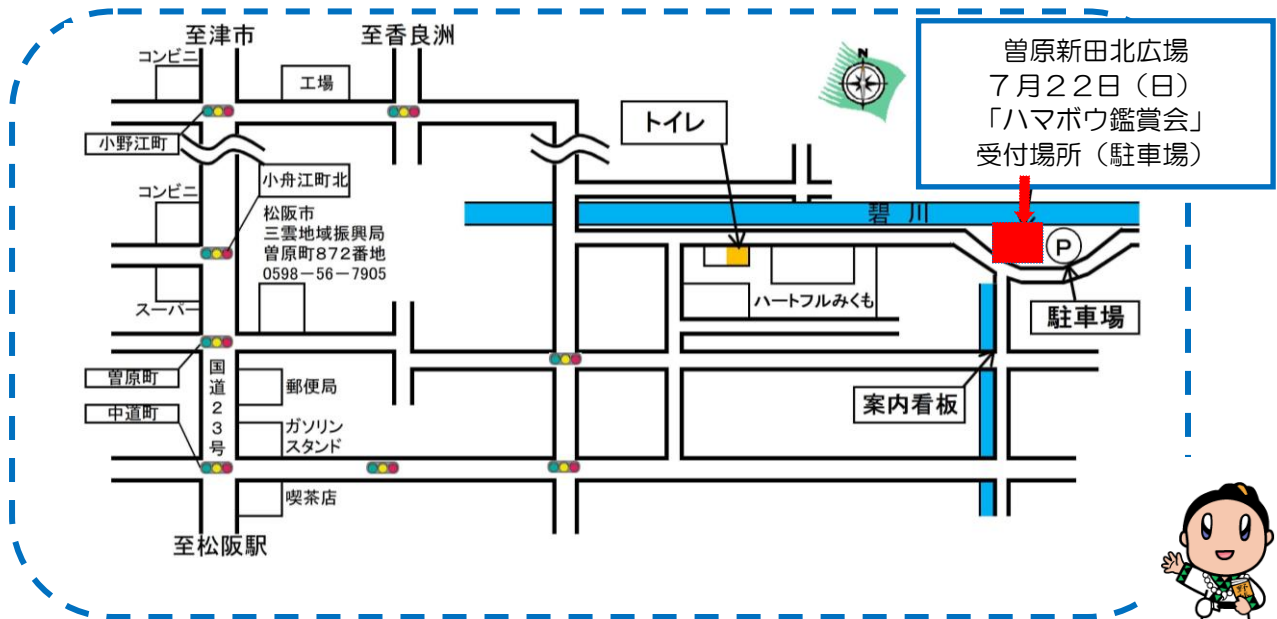 至津市
至香良洲
コンビニ
工場
N
曽原新田北広場
7月22日（日）
「ハマボウ鑑賞会」
受付場所（駐車場）
トイレ
小野江町
小舟江町北
コンビニ
松阪市
三雲地域振興局
曽原町872番地
0598－56－7905
碧川
P
スーパー
ハートフルみくも
駐車場
曽原町
国道23号
郵便局
案内看板
中道町
ガソリン
スタンド
喫茶店
至松阪駅